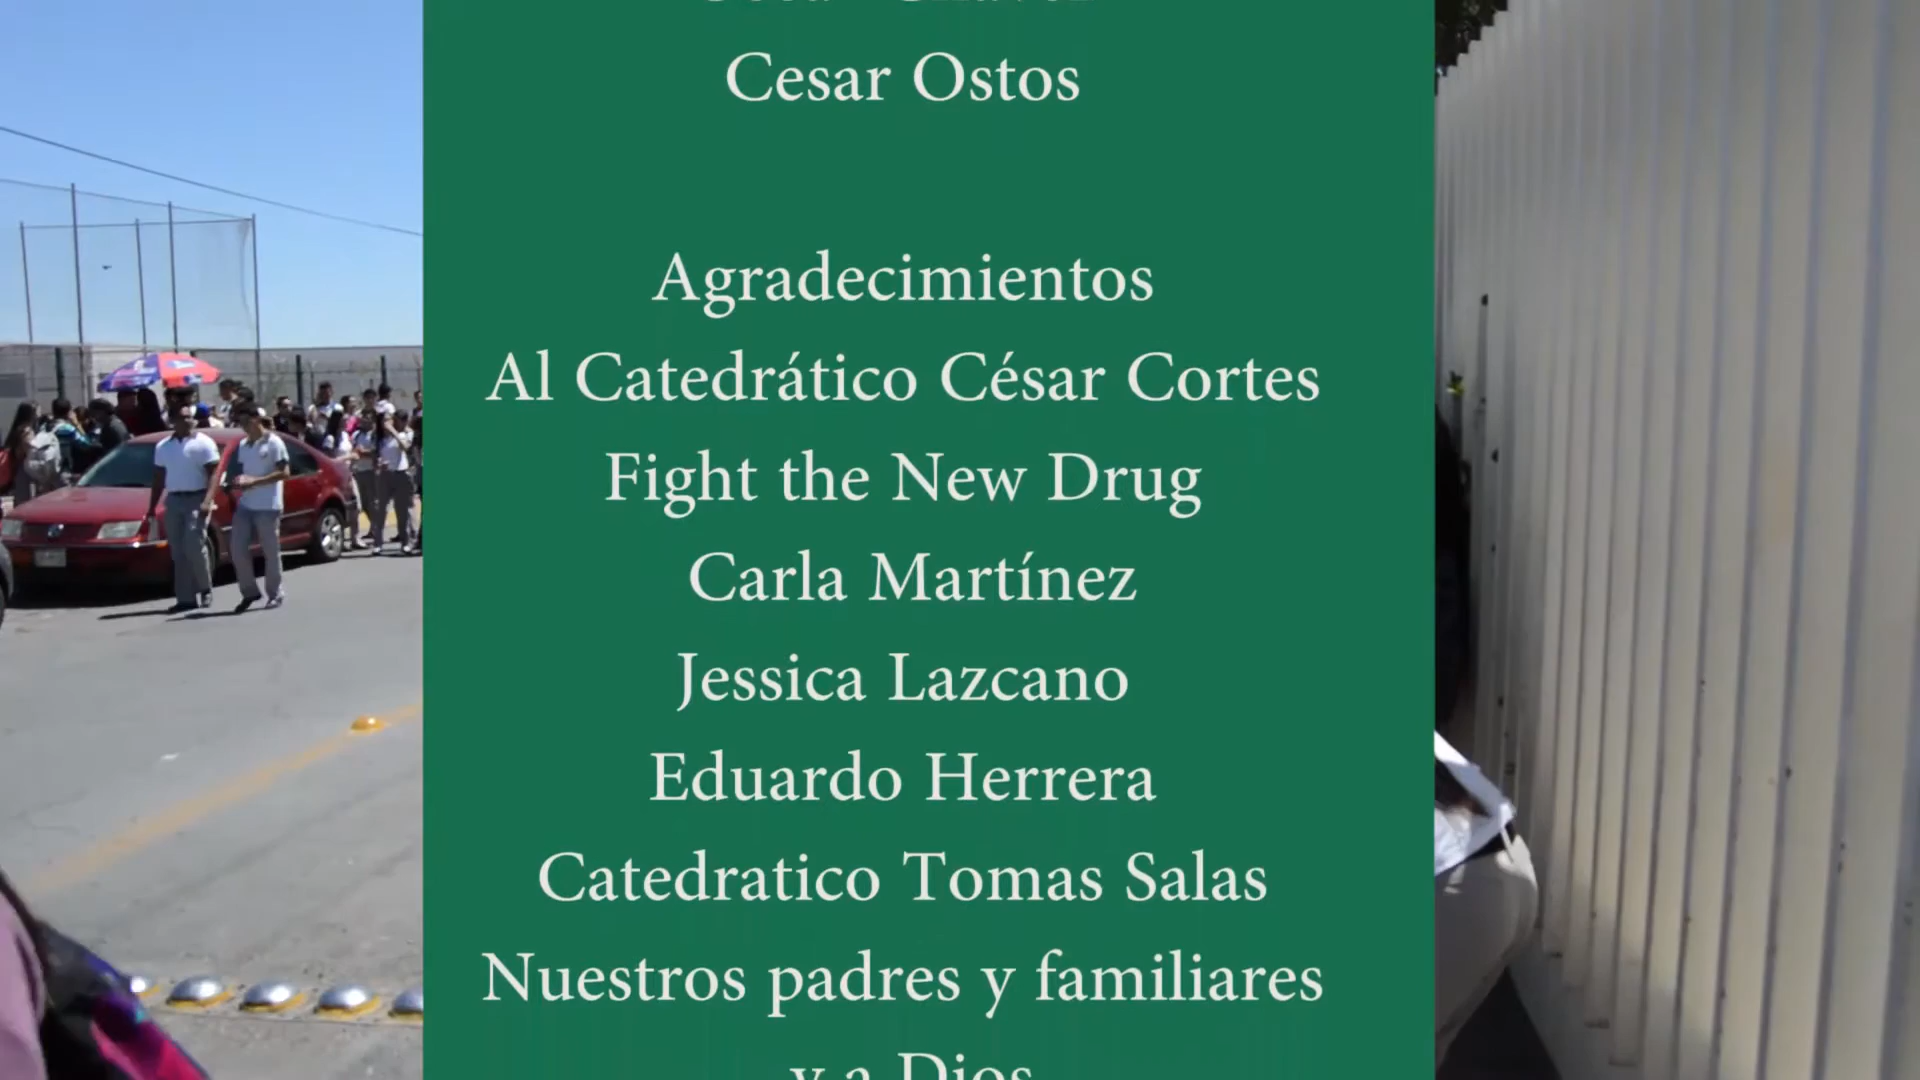 Cesar Ostos
Agradecimientos
Al Catedrático César Cortes
Fight the New Drug
Carla Martínez
Jessica Lazcano
Eduardo Herrera
Catedratico Tomas Salas
Nuestros padres y familiares
y a Dios